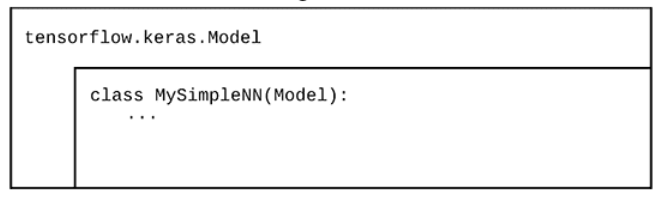 tensorflow.keras.Model
class MySimpleNN(Model):
...